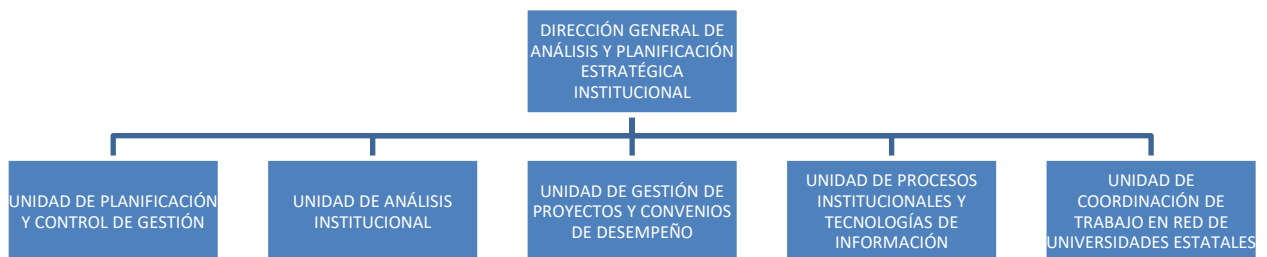 DIRECCIÓN GENERAL DE
ANÁLISIS Y PLANIFICACIÓN
ESTRATÉGICA
INSTITUCIONAL
UNIDAD DE PLANIFICACIÓN
Y CONTROL DE GESTIÓN
UNIDAD DE ANÁLISIS
INSTITUCIONAL
UNIDAD DE GESTIÓN DE
PROYECTOS Y CONVENIOS
DE DESEMPEÑO
UNIDAD DE PROCESOS
INSTITUCIONALES Y
TECNOLOGÍAS DE
INFORMACIÓN
UNIDAD DE
COORDINACIÓN DE
TRABAJO EN RED DE
UNIVERSIDADES ESTATALES